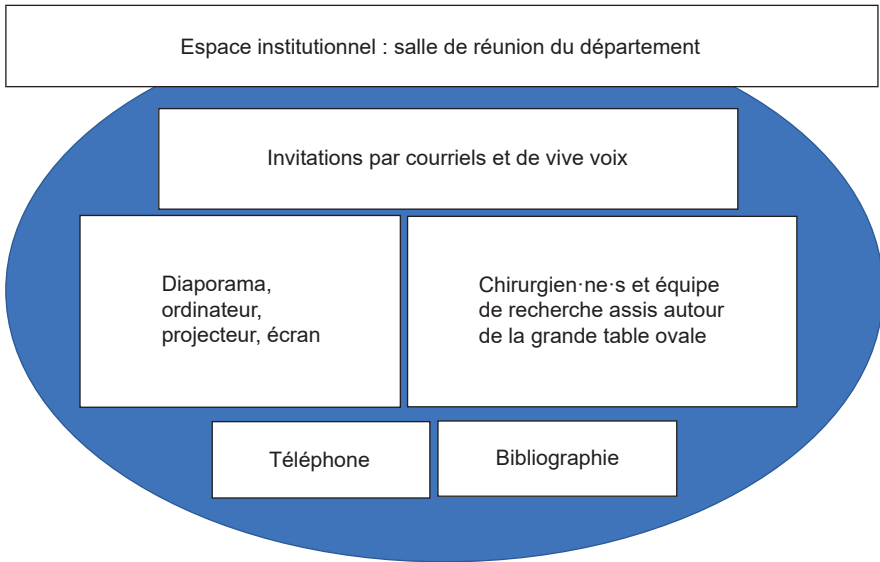 Espace institutionnel : salle de réunion du département
Invitations par courriels et de vive voix
Diaporama,
ordinateur,
projecteur, écran
Chirurgien·ne·s et équipe
de recherche assis autour
de la grande table ovale
Téléphone
Bibliographie